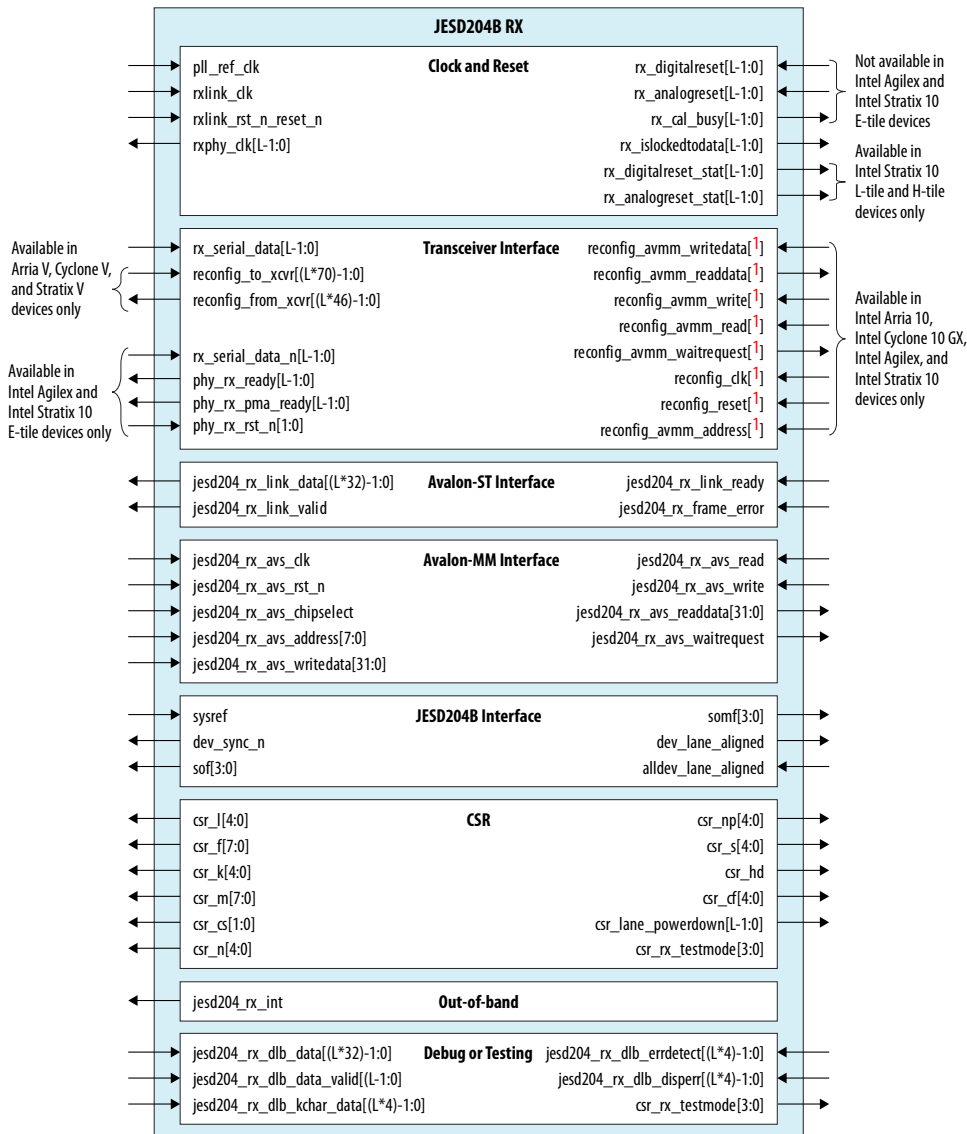 JESD204B RX
Clock and Reset
pll_ref_clk
rxlink_clk
rxlink_rst_n_reset_n
rxphy_clk[L-1:0]
rx_digitalreset[L-1:0]
rx_analogreset[L-1:0]
rx_cal_busy[L-1:0]
rx_islockedtodata[L-1:0]
rx_digitalreset_stat[L-1:0]
rx_analogreset_stat[L-1:0]
Not available in
Intel Agilex and
Intel Stratix 10
E-tile devices
Available in
Intel Stratix 10
L-tile and H-tile
devices only
Available in
Arria V, Cyclone V,
and Stratix V
devices only
Available in
Intel Agilex and
Intel Stratix 10
E-tile devices only
Transceiver Interface
rx_serial_data[L-1:0]
reconfig_to_xcvr[(L*70)-1:0]
reconfig_from_xcvr[(L*46)-1:0]
rx_serial_data_n[L-1:0]
phy_rx_ready[L-1:0]
phy_rx_pma_ready[L-1:0]
phy_rx_rst_n[1:0]
reconfig_avmm_writedata[1]
reconfig_avmm_readdata[1]
reconfig_avmm_write[1]
reconfig_avmm_read[1]
reconfig_avmm_waitrequest[1]
reconfig_clk[1]
reconfig_reset[1]
reconfig_avmm_address[1]
Available in
Intel Arria 10,
Intel Cyclone 10 GX,
Intel Agilex, and
Intel Stratix 10
devices only
Avalon-ST Interface
jesd204_rx_link_data[(L*32)-1:0]
jesd204_rx_link_valid
jesd204_rx_link_ready
jesd204_rx_frame_error
Avalon-MM Interface
jesd204_rx_avs_clk
jesd204_rx_avs_rst_n
jesd204_rx_avs_chipselect
jesd204_rx_avs_address[7:0]
jesd204_rx_avs_writedata[31:0]
jesd204_rx_avs_read
jesd204_rx_avs_write
jesd204_rx_avs_readdata[31:0]
jesd204_rx_avs_waitrequest
JESD204B Interface
sysref
dev_sync_n
sof[3:0]
somf[3:0]
dev_lane_aligned
alldev_lane_aligned
CSR
csr_l[4:0]
csr_f[7:0]
csr_k[4:0]
csr_m[7:0]
csr_cs[1:0]
csr_n[4:0]
csr_np[4:0]
csr_s[4:0]
csr_hd
csr_cf[4:0]
csr_lane_powerdown[L-1:0]
csr_rx_testmode[3:0]
Out-of-band
jesd204_rx_int
Debug or Testing
jesd204_rx_dlb_data[(L*32)-1:0]
jesd204_rx_dlb_data_valid[(L-1:0]
jesd204_rx_dlb_kchar_data[(L*4)-1:0]
jesd204_rx_dlb_errdetect[(L*4)-1:0]
jesd204_rx_dlb_disperr[(L*4)-1:0]
csr_rx_testmode[3:0]